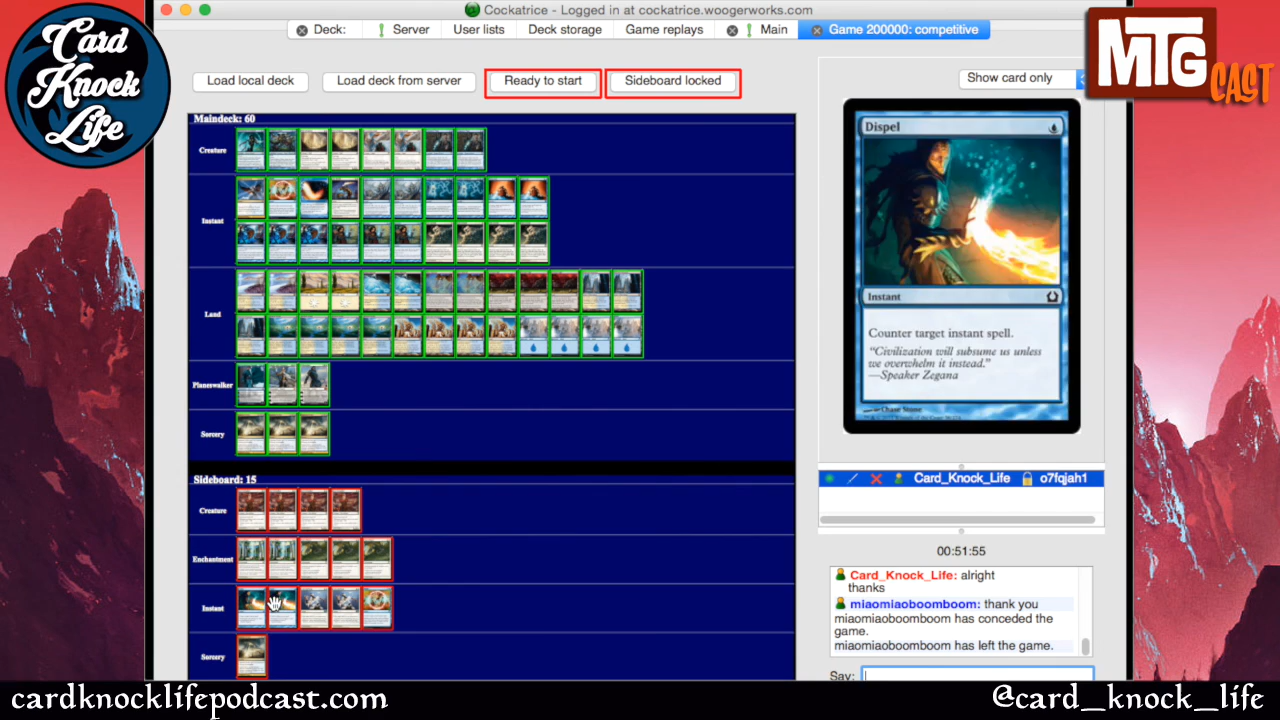 Card
Knock
Life
MTG
CAST
Cockatrice - Logged in at cockatrice.woogerworks.com
Deck:
Server
User lists
Deck storage
Game replays
Main
Game 200000: competitive
Load local deck
Load deck from server
Ready to start
Sideboard locked
Show card only
Maindeck: 60
Creature
Instant
Land
Planeswalker
Sorcery
Sideboard: 15
Creature
Enchantment
Instant
Sorcery
Dispel
Instant
Counter target instant spell.
"Civilization will subsume us unless
we overwhelm it instead."
—Speaker Zegana
Chase Stone
Card_Knock_Life
o7fqjah1
00:51:55
Card_Knock_Life: alright
thanks
miaomiaoboomboom: thank you
miaomiaoboomboom has conceded the
game.
miaomiaoboomboom has left the game.
Say:
cardknocklifepodcast.com
@card_knock_life